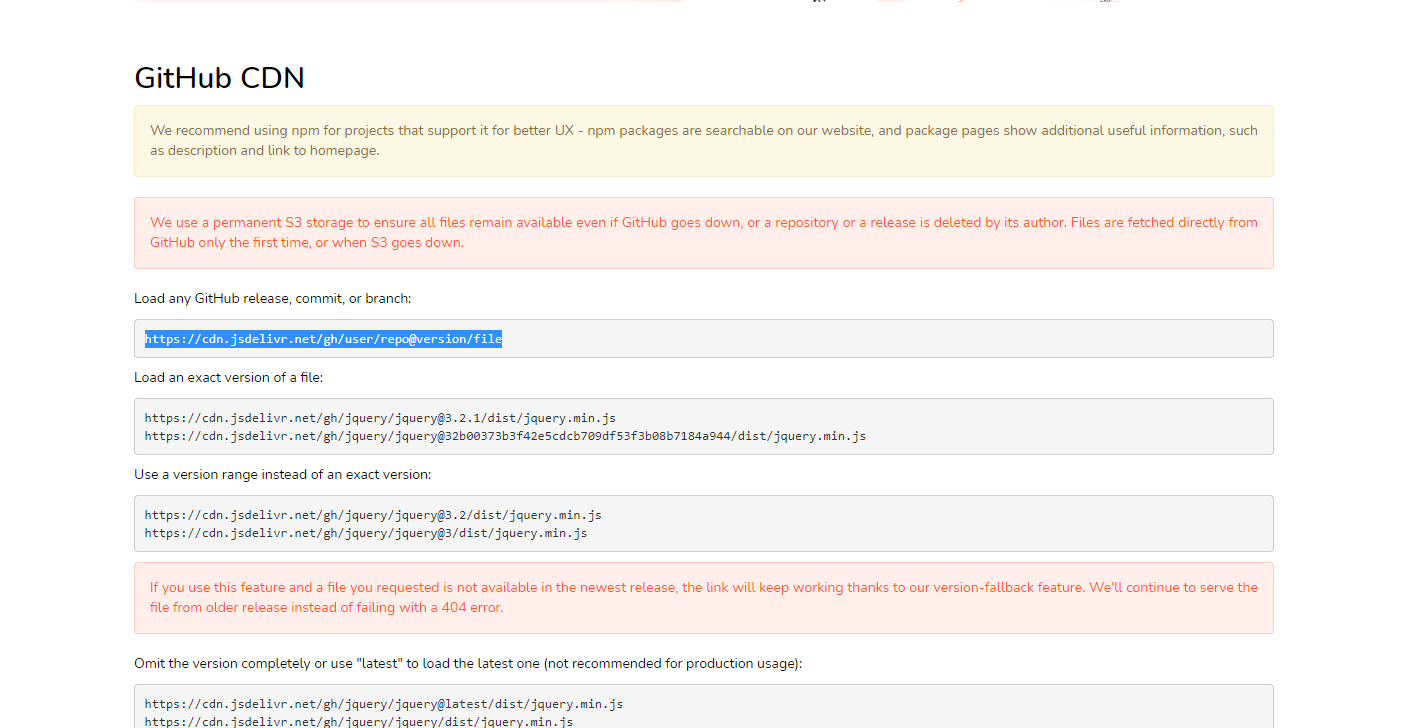 GitHub CDN
We recommend using npm for projects that support it for better UX - npm packages are searchable on our website, and package pages show additional useful information, such
as description and link to homepage.
We use a permanent S3 storage to ensure all files remain available even if GitHub goes down, or a repository or a release is deleted by its author. Files are fetched directly from
GitHub only the first time, or when S3 goes down.
Load any GitHub release, commit, or branch:
https://cdn.jsdelivr.net/gh/user/repo@version/file
Load an exact version of a file:
https://cdn.jsdelivr.net/gh/jquery/jquery@3.2.1/dist/jquery.min.js
https://cdn.jsdelivr.net/gh/jquery/jquery@32b00373b3f42e5cdcb709df53f3b08b7184a944/dist/jquery.min.js
Use a version range instead of an exact version:
https://cdn.jsdelivr.net/gh/jquery/jquery@3.2/dist/jquery.min.js
https://cdn.jsdelivr.net/gh/jquery/jquery@3/dist/jquery.min.js
If you use this feature and a file you requested is not available in the newest release, the link will keep working thanks to our version-fallback feature. We'll continue to serve the
file from older release instead of failing with a 404 error.
Omit the version completely or use "latest" to load the latest one (not recommended for production usage):
https://cdn.jsdelivr.net/gh/jquery/jquery@latest/dist/jquery.min.js
https://cdn.jsdelivr.net/gh/jquery/jquery/dist/jquery.min.js